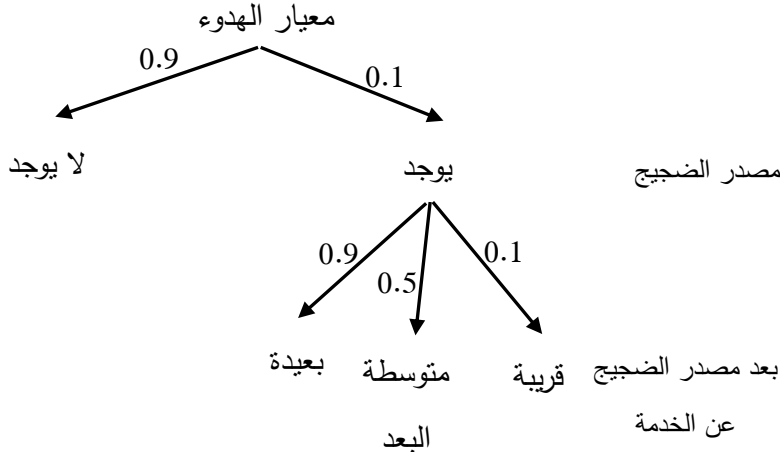 معيار الهدوء
0.1
0.9
مصدر الضجيج
يوجد
لا يوجد
0.1
0.5
0.9
بعد مصدر الضجيج
عن الخدمة
قريبة
متوسطة
البعد
بعيدة